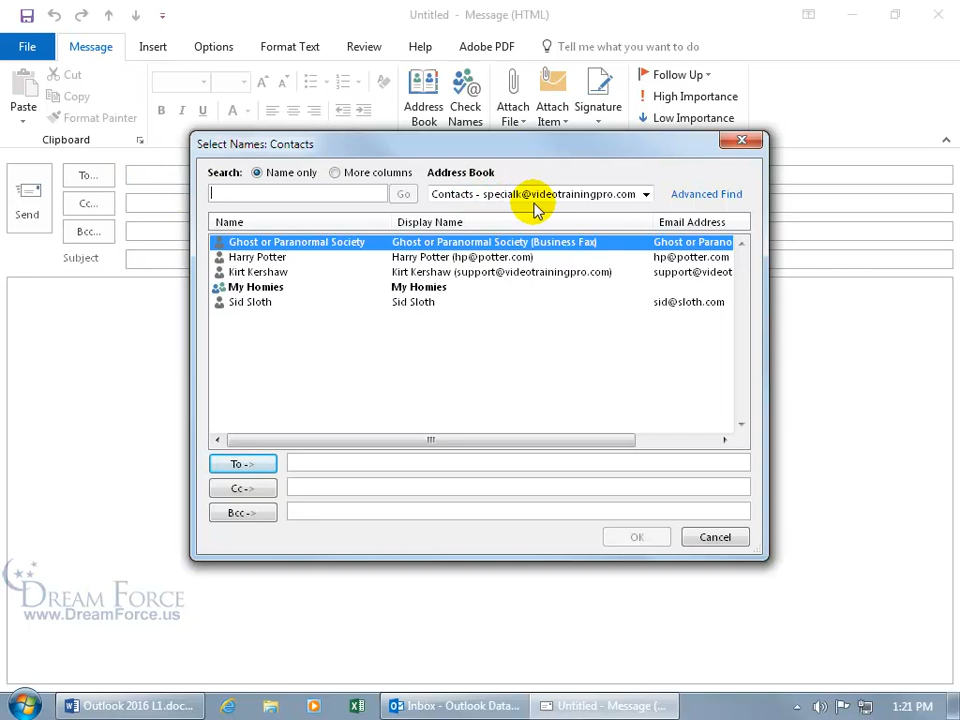 Untitled - Message (HTML)
File Message Insert Options Format Text Review Help Adobe PDF Tell me what you want to do
Paste Cut Copy Format Painter
Clipboard
B I U
Address Book
Check Names
Attach File
Attach Item
Signature
Follow Up
High Importance
Low Importance
Send
To...
Cc...
Bcc...
Subject
Select Names: Contacts
Search: Name only More columns Address Book
Go Contacts - specialk@videotrainingpro.com Advanced Find
Name Display Name Email Address
Ghost or Paranormal Society Ghost or Paranormal Society (Business Fax) Ghost or Parano
Harry Potter Harry Potter (hp@potter.com) hp@potter.com
Kirt Kershaw Kirt Kershaw (support@videotrainingpro.com) support@videot
My Homies My Homies
Sid Sloth Sid Sloth sid@sloth.com
To ->
Cc ->
Bcc ->
OK Cancel
Dream Force
www.DreamForce.us
Outlook 2016 L1.doc... Inbox - Outlook Data... Untitled - Message (... 1:21 PM